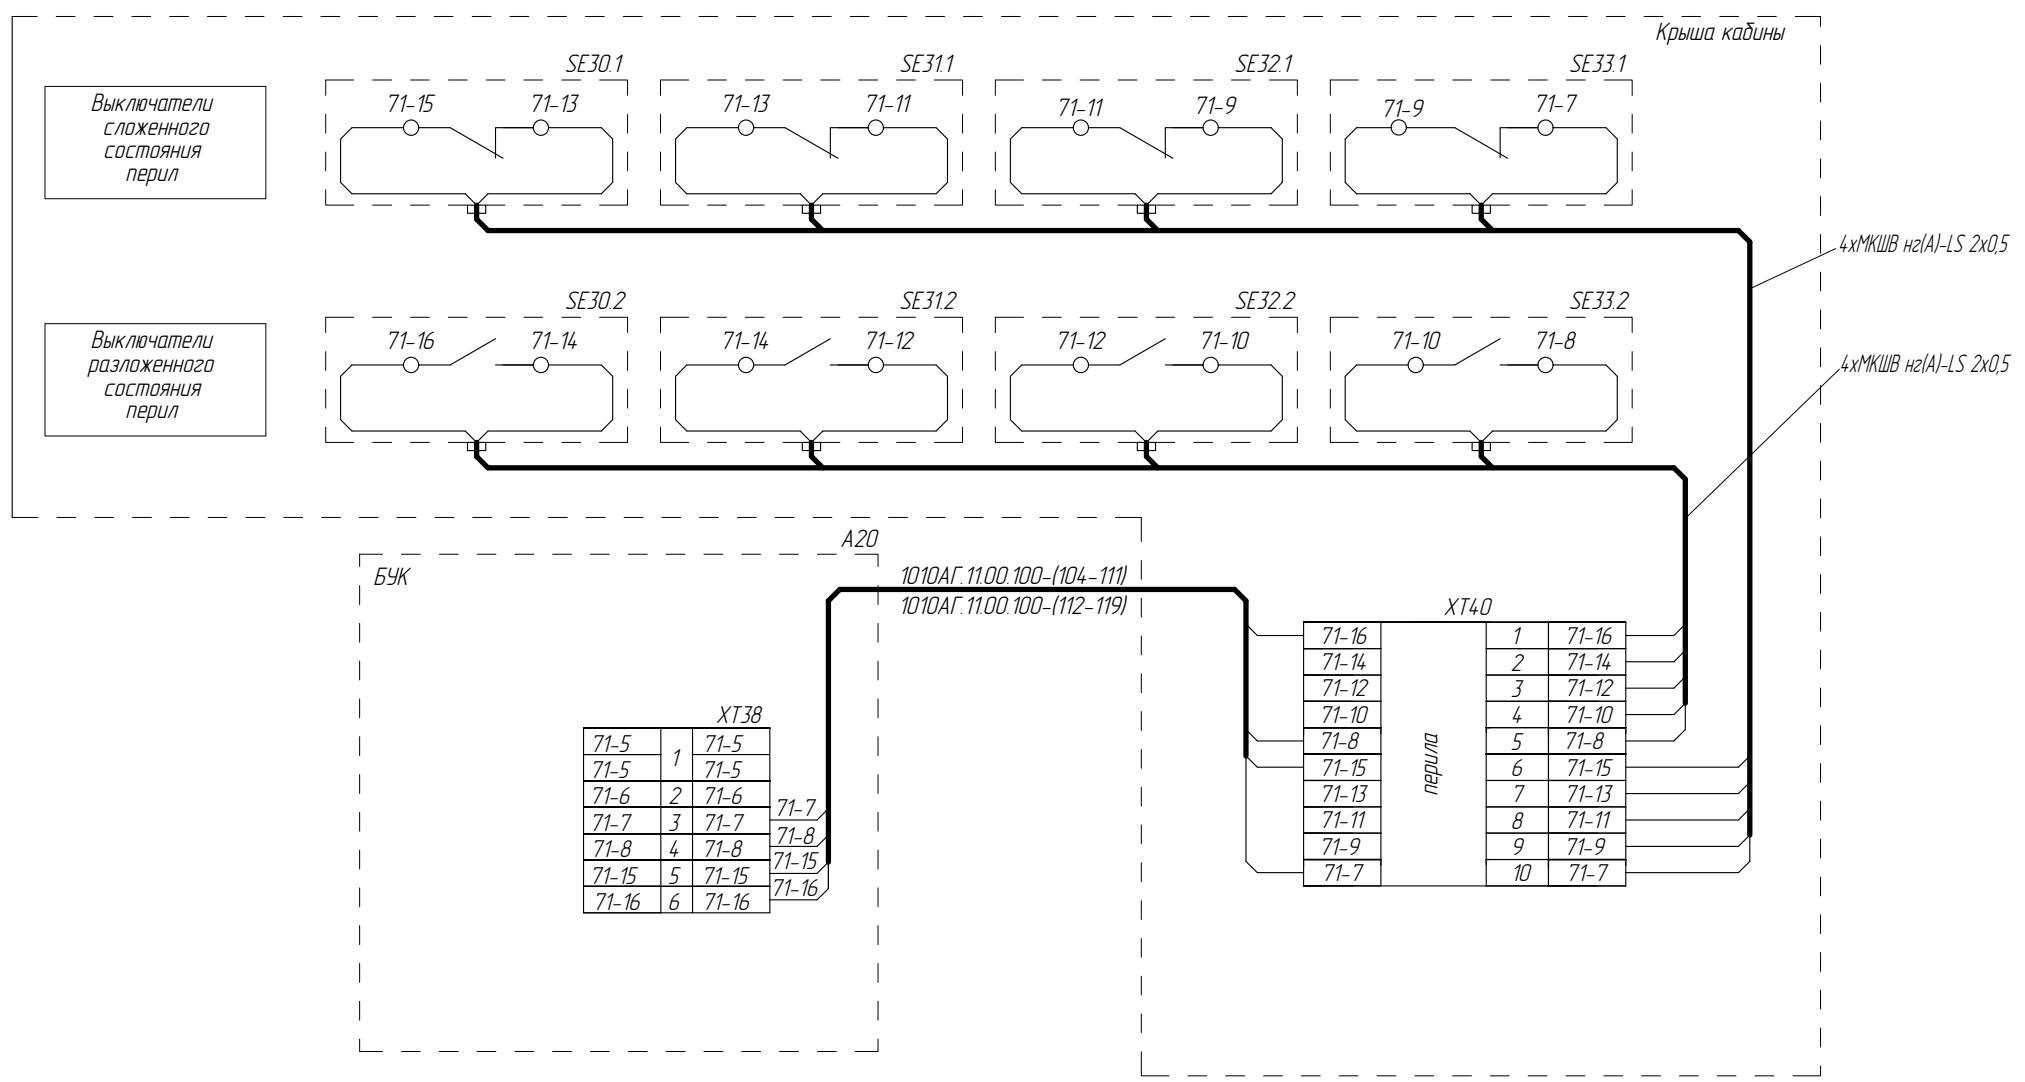 Крыша кабины
SE30.1
SE31.1
SE32.1
SE33.1
Выключатели
сложенного
состояния
перил
71-15
71-13
71-13
71-11
71-11
71-9
71-9
71-7
4хМКШВ нг(А)-LS 2х0,5
SE30.2
SE31.2
SE32.2
SE33.2
Выключатели
разложенного
состояния
перил
71-16
71-14
71-14
71-12
71-12
71-10
71-10
71-8
4хМКШВ нг(А)-LS 2х0,5
А20
БУК
1010АГ.11.00.100-(104-111)
1010АГ.11.00.100-(112-119)
XT40
71-16 1 71-16
71-14 2 71-14
71-12 3 71-12
71-10 4 71-10
71-8 5 71-8
71-15 6 71-15
71-13 7 71-13
71-11 8 71-11
71-9 9 71-9
71-7 10 71-7
перила
XT38
71-5 1 71-5
71-5 71-5
71-6 2 71-6
71-7 3 71-7
71-8 4 71-8
71-15 5 71-15
71-16 6 71-16
71-7
71-8
71-15
71-16